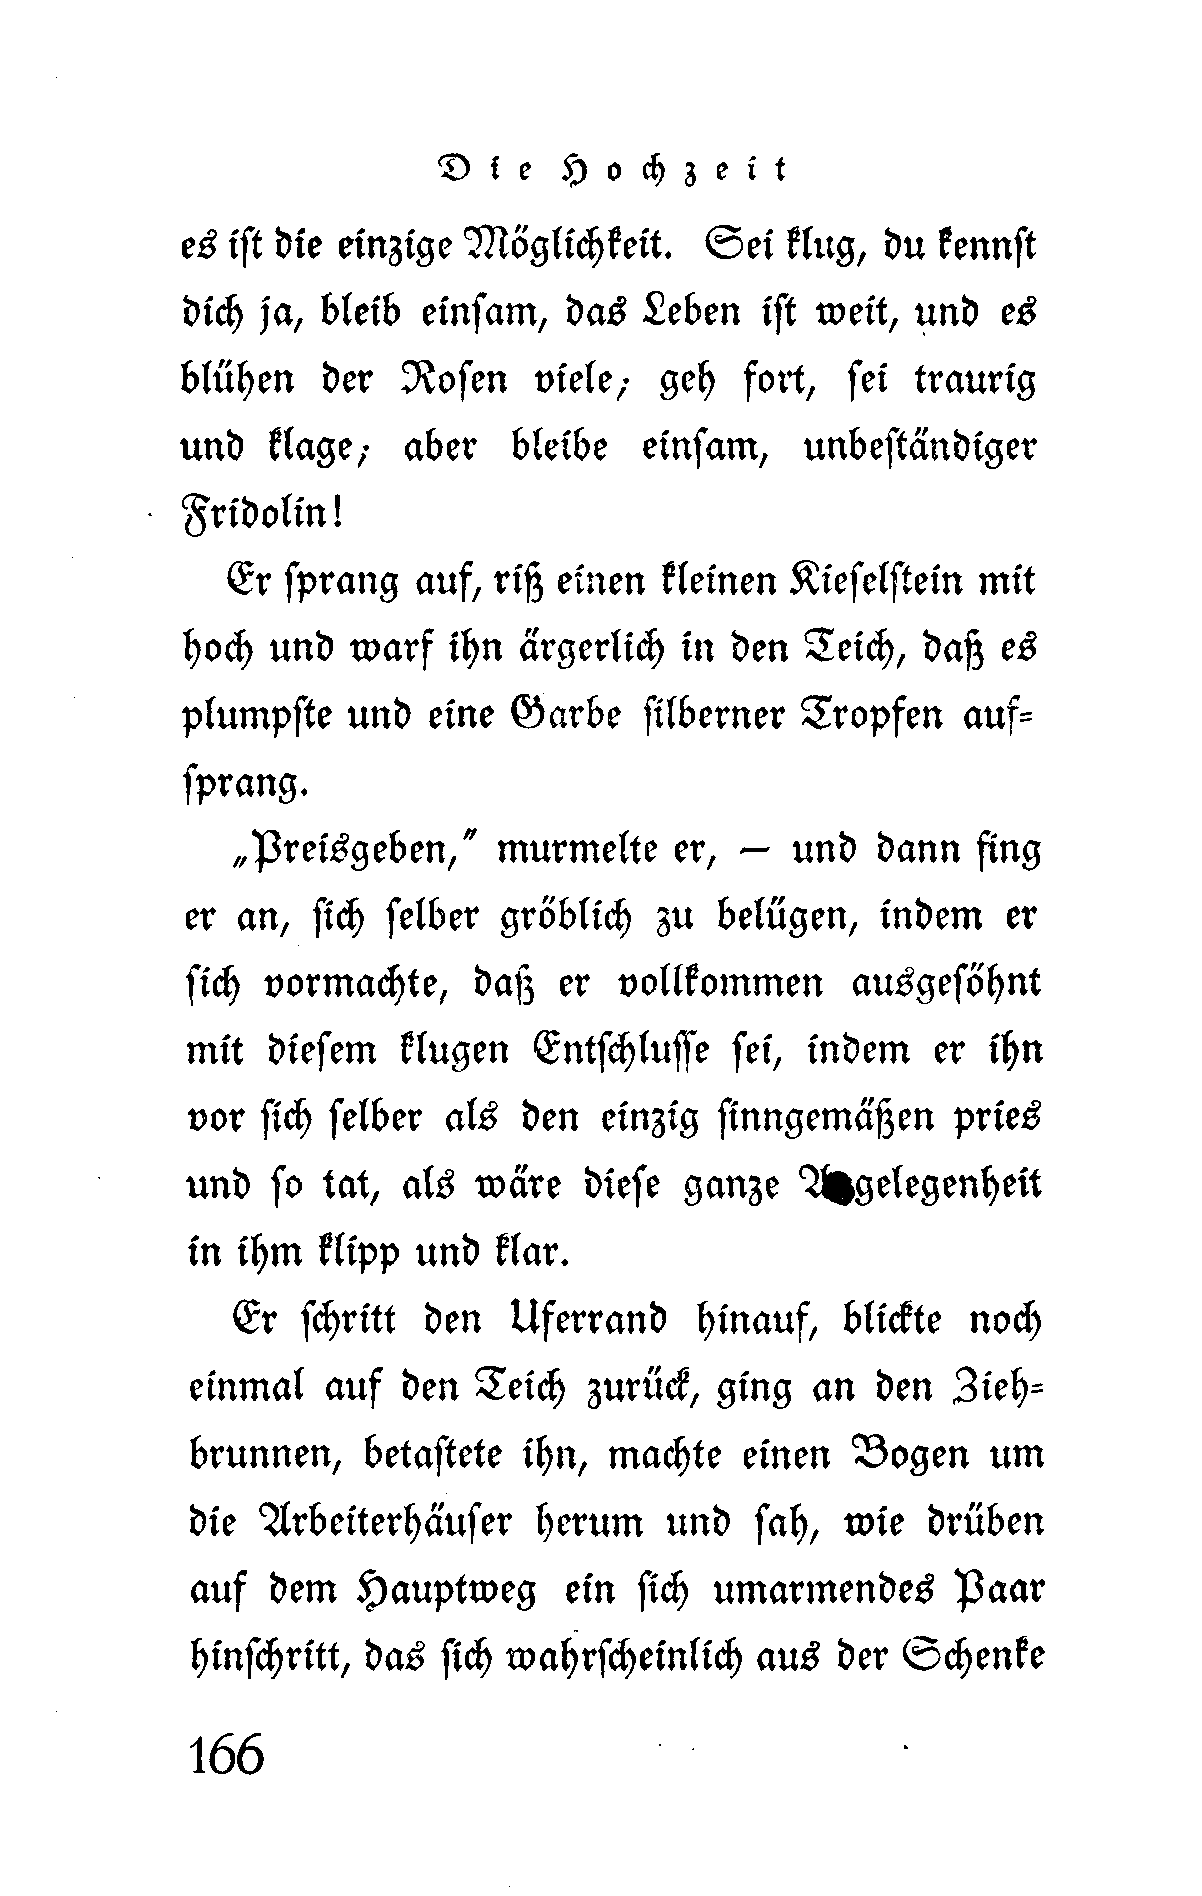 Die Hochzeit
es ist die einzige Möglichkeit. Sei klug, du kennst
dich ja, bleib einsam, das Leben ist weit, und es
blühen der Rosen viele; geh fort, sei traurig
und klage; aber bleibe einsam, unbeständiger
Fridolin!
Er sprang auf, riß einen kleinen Kieselstein mit
hoch und warf ihn ärgerlich in den Teich, daß es
plumpste und eine Garbe silberner Tropfen auf-
sprang.
„Preisgeben,“ murmelte er, — und dann fing
er an, sich selber gröblich zu belügen, indem er
sich vormachte, daß er vollkommen ausgesöhnt
mit diesem klugen Entschlusse sei, indem er ihn
vor sich selber als den einzig sinngemäßen pries
und so tat, als wäre diese ganze Angelegenheit
in ihm klipp und klar.
Er schritt den Uferrand hinauf, blickte noch
einmal auf den Teich zurück, ging an den Zieh-
brunnen, betastete ihn, machte einen Bogen um
die Arbeiterhäuser herum und sah, wie drüben
auf dem Hauptweg ein sich umarmendes Paar
hinschritt, das sich wahrscheinlich aus der Schenke
166